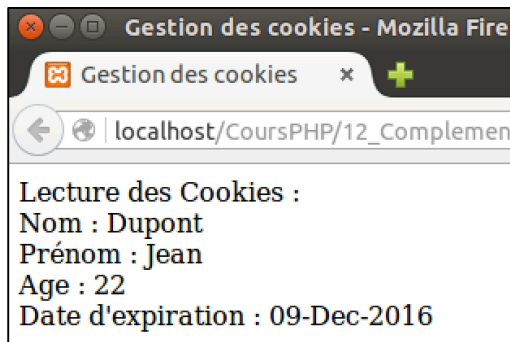 Gestion des cookies - Mozilla Fire
Gestion des cookies
localhost/CoursPHP/12_Complemen
Lecture des Cookies :
Nom : Dupont
Prénom : Jean
Age : 22
Date d'expiration : 09-Dec-2016